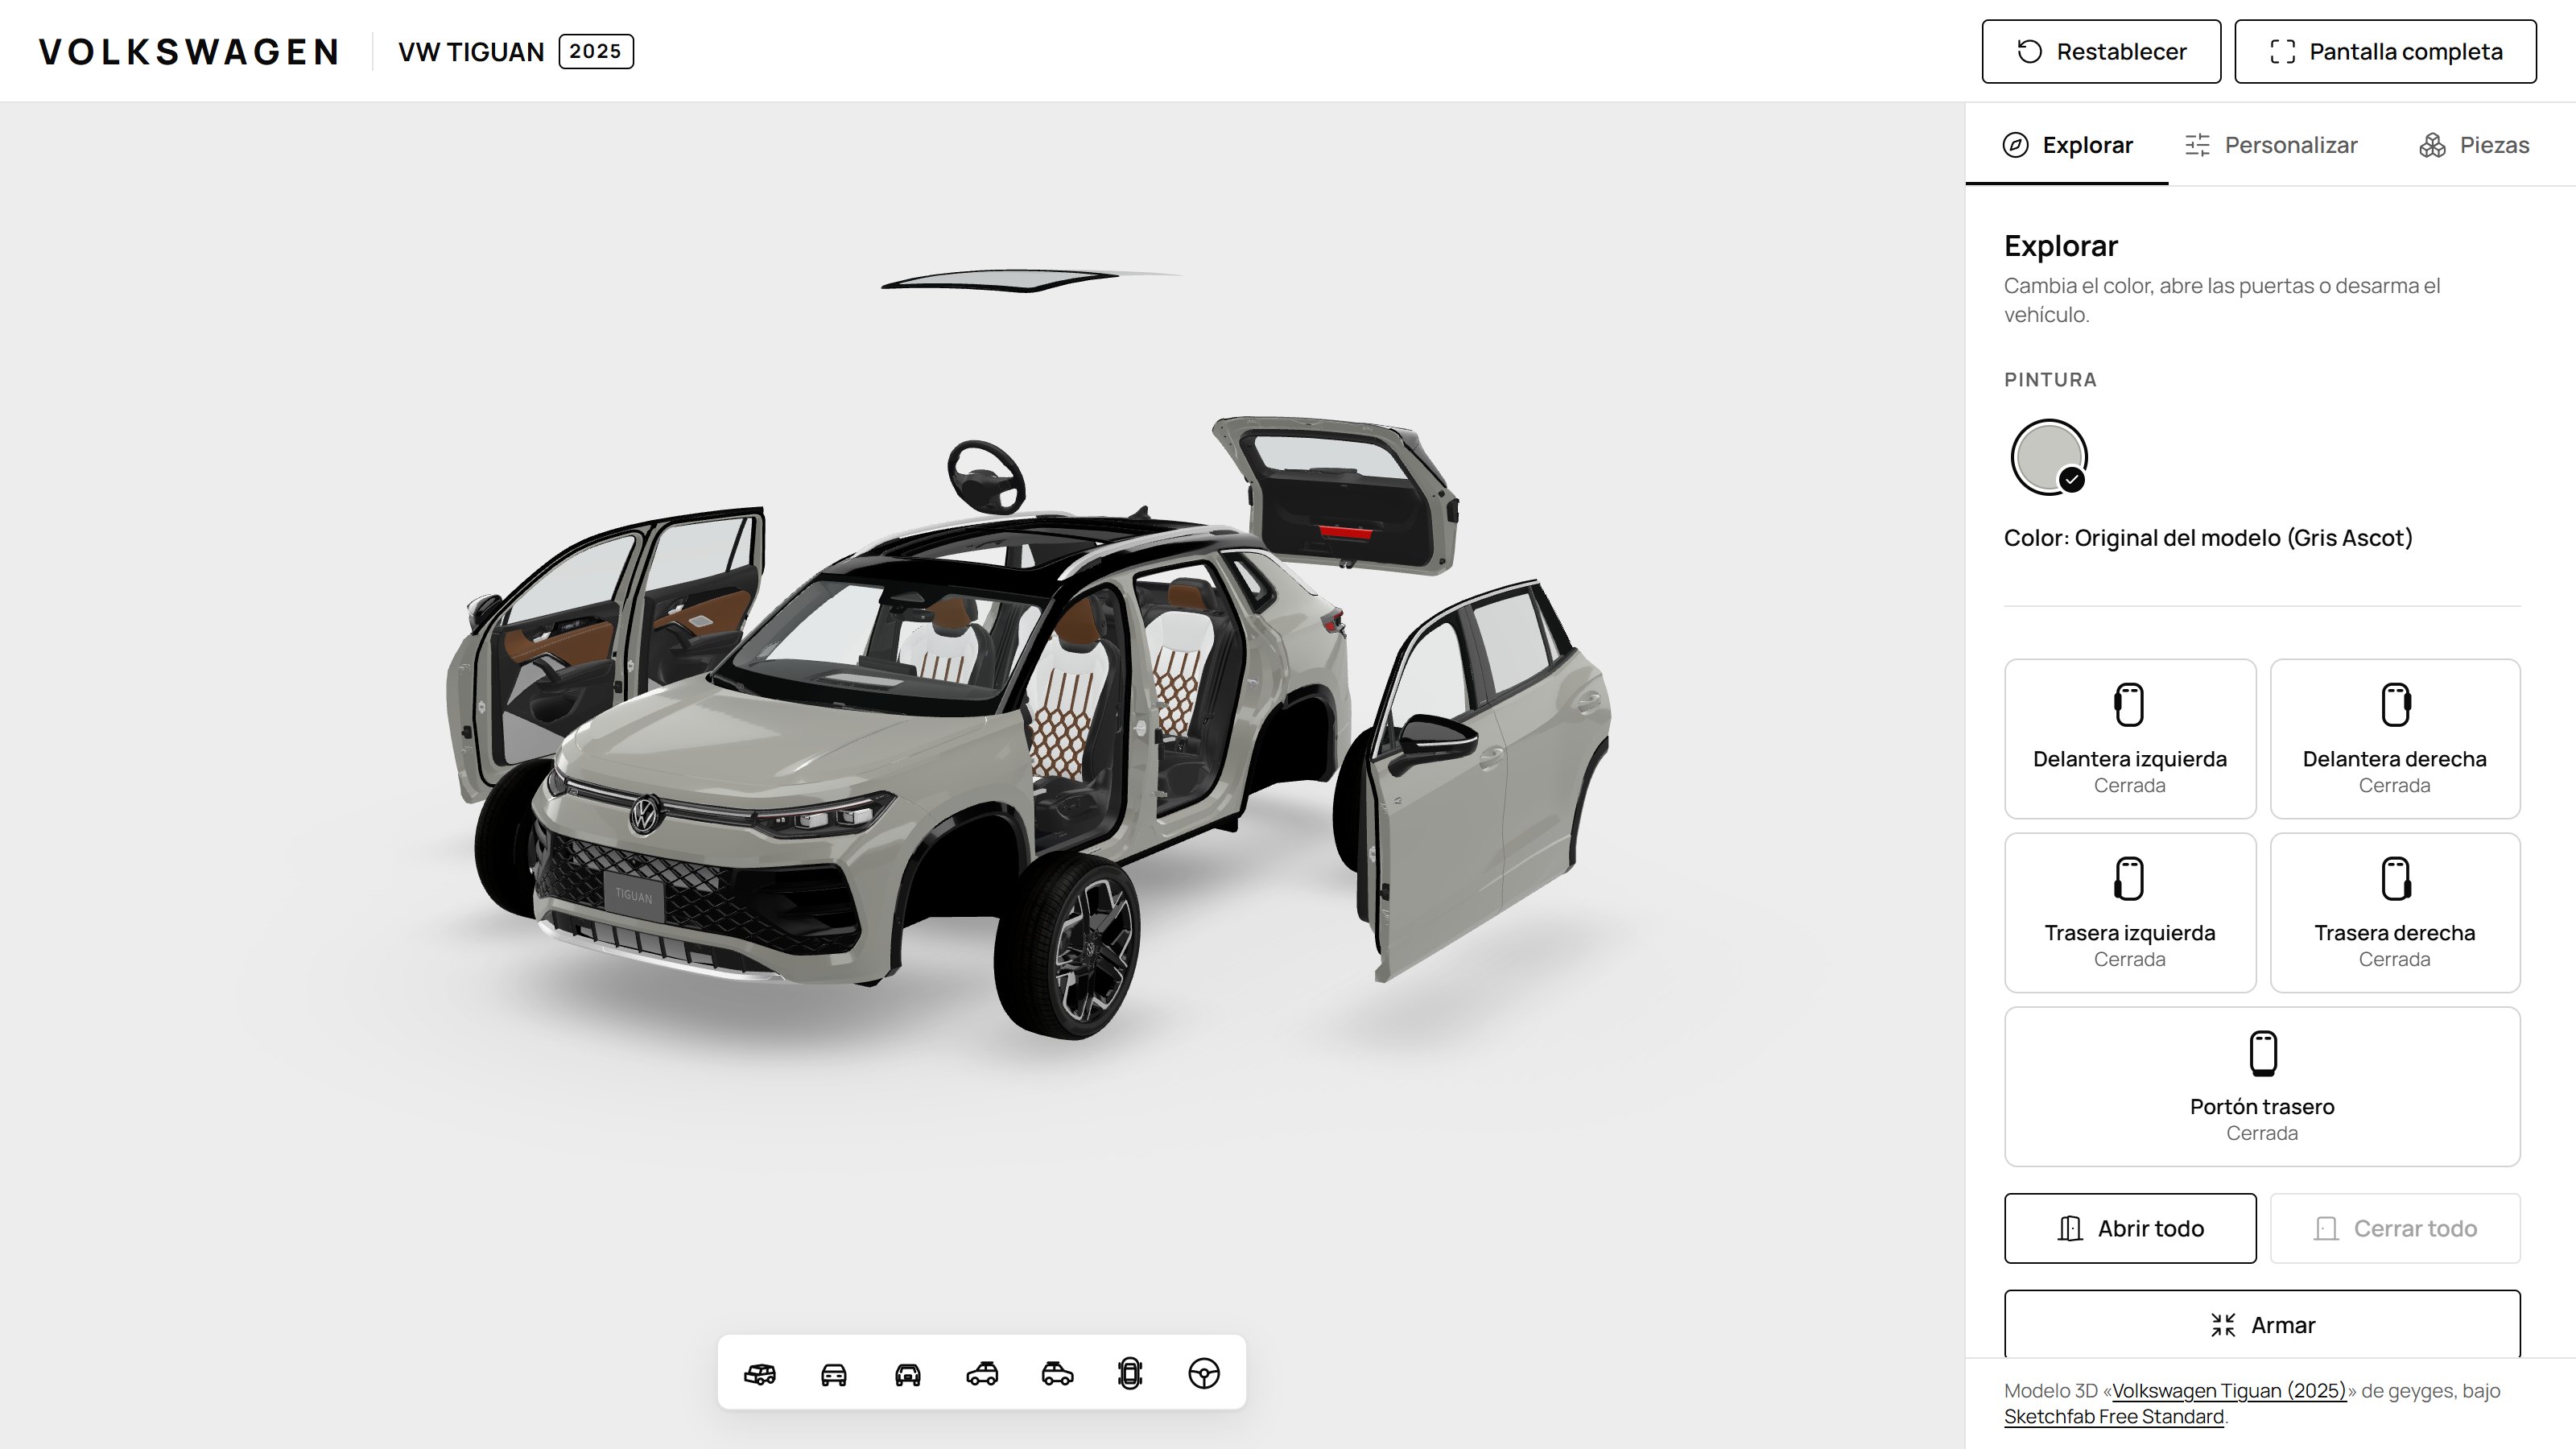 VOLKSWAGEN
VW TIGUAN
2025
Restablecer
Pantalla completa
Explorar
Personalizar
Piezas
Explorar
Cambia el color, abre las puertas o desarma el
vehículo.
PINTURA
Color: Original del modelo (Gris Ascot)
Delantera izquierda
Cerrada
Delantera derecha
Cerrada
Trasera izquierda
Cerrada
Trasera derecha
Cerrada
Portón trasero
Cerrada
Abrir todo
Cerrar todo
Armar
Modelo 3D «Volkswagen Tiguan (2025)» de geyges, bajo
Sketchfab Free Standard.
TIGUAN